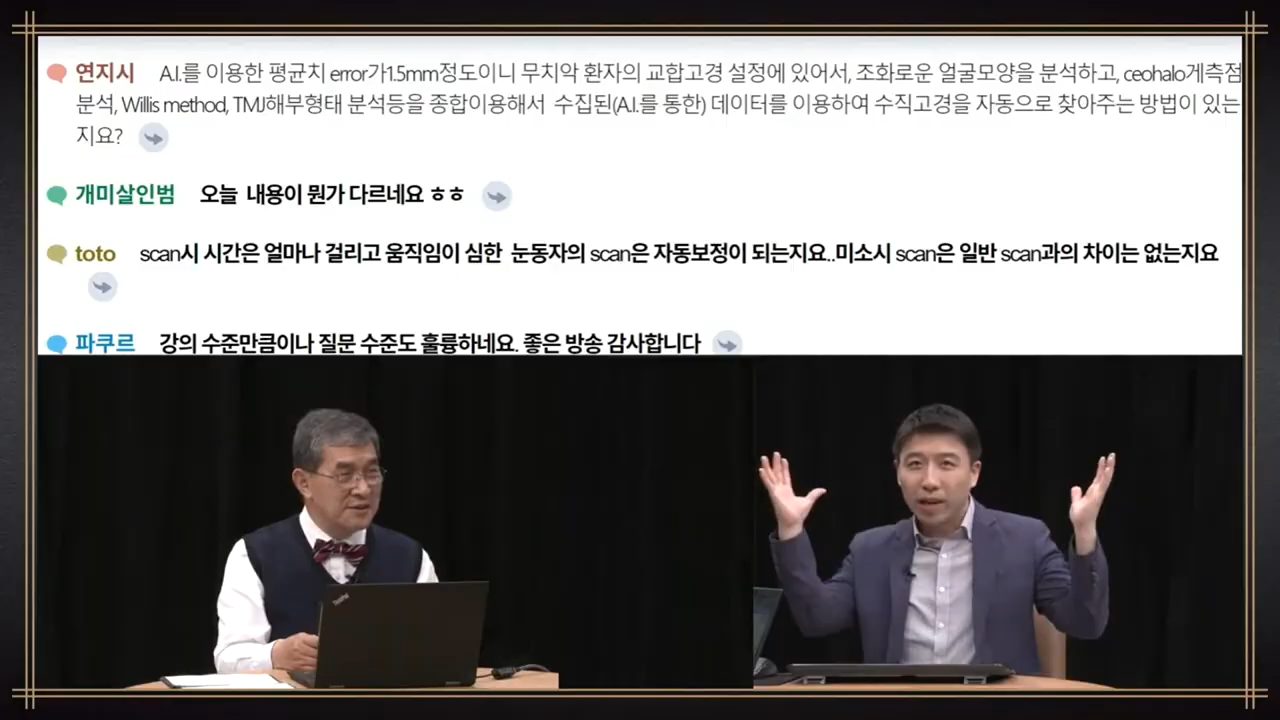 연지시 A.I.를 이용한 평균치 error가1.5mm정도이니 무치악 환자의 교합고경 설정에 있어서, 조화로운 얼굴모양을 분석하고, ceohalo계측점
분석, Willis method, TMJ해부형태 분석등을 종합이용해서 수집된(A.I.를 통한) 데이터를 이용하여 수직고경을 자동으로 찾아주는 방법이 있는
지요?
개미살인범 오늘 내용이 뭔가 다르네요 ㅎㅎ
toto scan시 시간은 얼마나 걸리고 움직임이 심한 눈동자의 scan은 자동보정이 되는지요..미소시 scan은 일반 scan과의 차이는 없는지요
파쿠르 강의 수준만큼이나 질문 수준도 훌륭하네요. 좋은 방송 감사합니다
ThinkPad